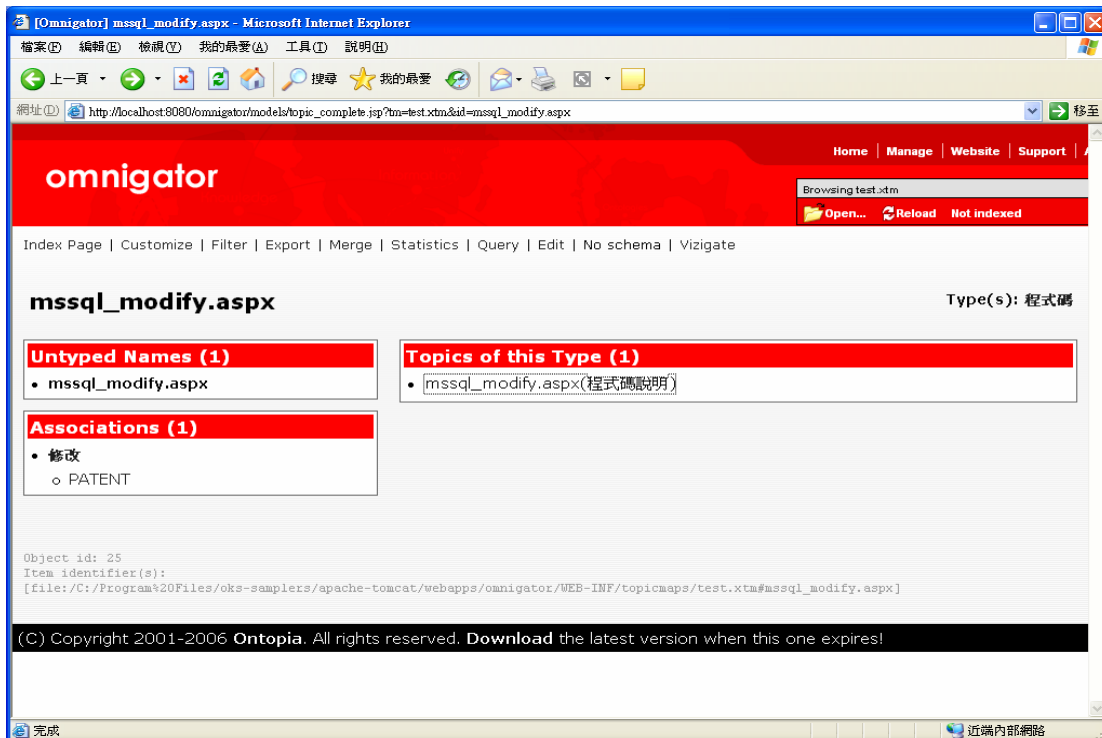 [Omnigator] mssql_modify.aspx - Microsoft Internet Explorer
檔案(F) 編輯(E) 檢視(V) 我的最愛(A) 工具(T) 說明(H)
上一頁 搜尋 我的最愛
網址(D) http://localhost:8080/omnigator/models/topic_complete.jsp?tm=test.xtm&id=mssql_modify.aspx 移至
Home | Manage | Website | Support |
omnigator
Browsing test.xtm
Open... Reload Not indexed
Index Page | Customize | Filter | Export | Merge | Statistics | Query | Edit | No schema | Vizigate
mssql_modify.aspx
Type(s): 程式碼
Untyped Names (1)
• mssql_modify.aspx
Topics of this Type (1)
• mssql_modify.aspx(程式碼說明)
Associations (1)
• 修改
o PATENT
Object id: 25
Item identifier(s):
[file:/C:/Program%20Files/oks-samplers/apache-tomcat/webapps/omnigator/WEB-INF/topicmaps/test.xtm#mssql_modify.aspx]
(C) Copyright 2001-2006 Ontopia. All rights reserved. Download the latest version when this one expires!
完成 近端內部網路